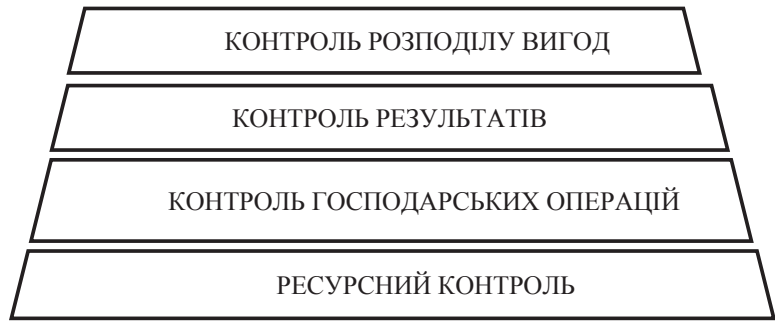 КОНТРОЛЬ РОЗПОДІЛУ ВИГОД
КОНТРОЛЬ РЕЗУЛЬТАТІВ
КОНТРОЛЬ ГОСПОДАРСЬКИХ ОПЕРАЦІЙ
РЕСУРСНИЙ КОНТРОЛЬ